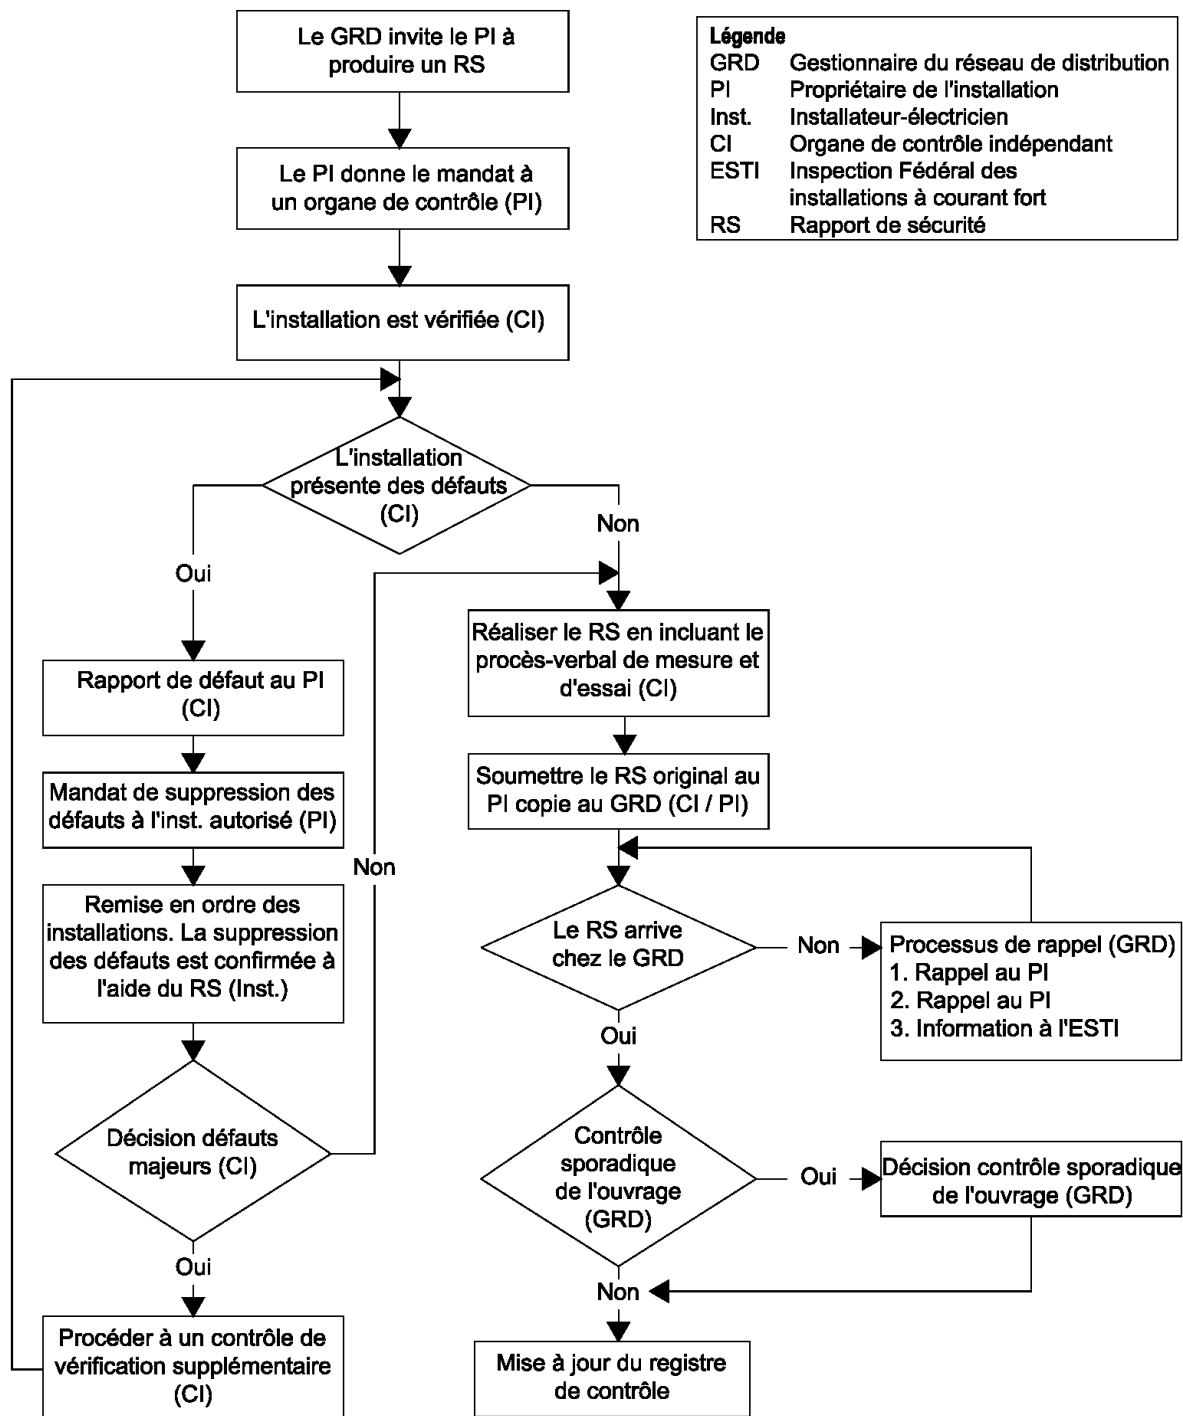 Le GRD invite le PI à
produire un RS
Légende
GRD Gestionnaire du réseau de distribution
PI Propriétaire de l'installation
Inst. Installateur-électricien
CI Organe de contrôle indépendant
ESTI Inspection Fédéral des
installations à courant fort
RS Rapport de sécurité
Le PI donne le mandat à
un organe de contrôle (PI)
L'installation est vérifiée (CI)
L'installation
présente des défauts
(CI)
Oui
Non
Rapport de défaut au PI
(CI)
Mandat de suppression des
défauts à l'inst. autorisé (PI)
Remise en ordre des
installations. La suppression
des défauts est confirmée à
l'aide du RS (Inst.)
Décision défauts
majeurs (CI)
Non
Oui
Procéder à un contrôle de
vérification supplémentaire
(CI)
Réaliser le RS en incluant le
procès-verbal de mesure et
d'essai (CI)
Soumettre le RS original au
PI copie au GRD (CI / PI)
Le RS arrive
chez le GRD
Non
Processus de rappel (GRD)
1. Rappel au PI
2. Rappel au PI
3. Information à l'ESTI
Oui
Contrôle
sporadique
de l'ouvrage
(GRD)
Oui
Décision contrôle sporadique
de l'ouvrage (GRD)
Non
Mise à jour du registre
de contrôle